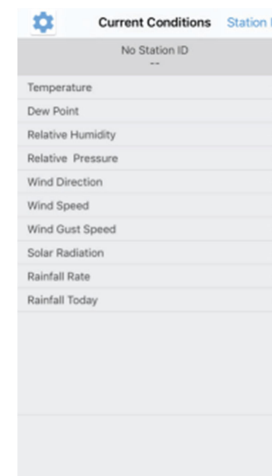 Current Conditions Station
No Station ID
--
Temperature
Dew Point
Relative Humidity
Relative Pressure
Wind Direction
Wind Speed
Wind Gust Speed
Solar Radiation
Rainfall Rate
Rainfall Today